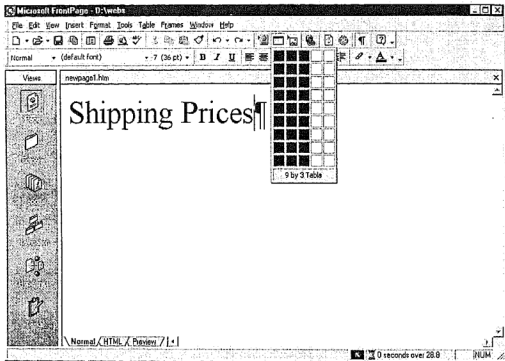 Microsoft FrontPage - D:\webs
File Edit View Insert Format Tools Table Frames Window Help
Normal (default font) 7 (36 pt) B I U A
Views newpage1.htm
Shipping Prices¶
9 by 3 Table
Normal HTML Preview
0 seconds over 28.8 NUM